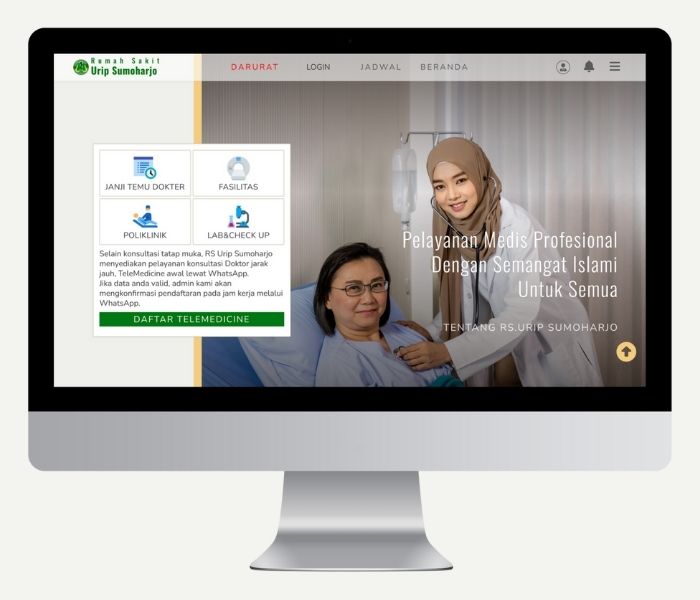 Rumah Sakit
Urip Sumoharjo
DARURAT LOGIN JADWAL BERANDA
JANJI TEMU DOKTER
FASILITAS
POLIKLINIK
LAB&CHECK UP
Selain konsultasi tatap muka, RS Urip Sumoharjo
menyediakan pelayanan konsultasi Doktor jarak
jauh, TeleMedicine awal lewat WhatsApp.
Jika data anda valid, admin kami akan
mengkonfirmasi pendaftaran pada jam kerja melalui
WhatsApp.
DAFTAR TELEMEDICINE
Pelayanan Medis Profesional
Dengan Semangat Islami
Untuk Semua
TENTANG RS.URIP SUMOHARJO